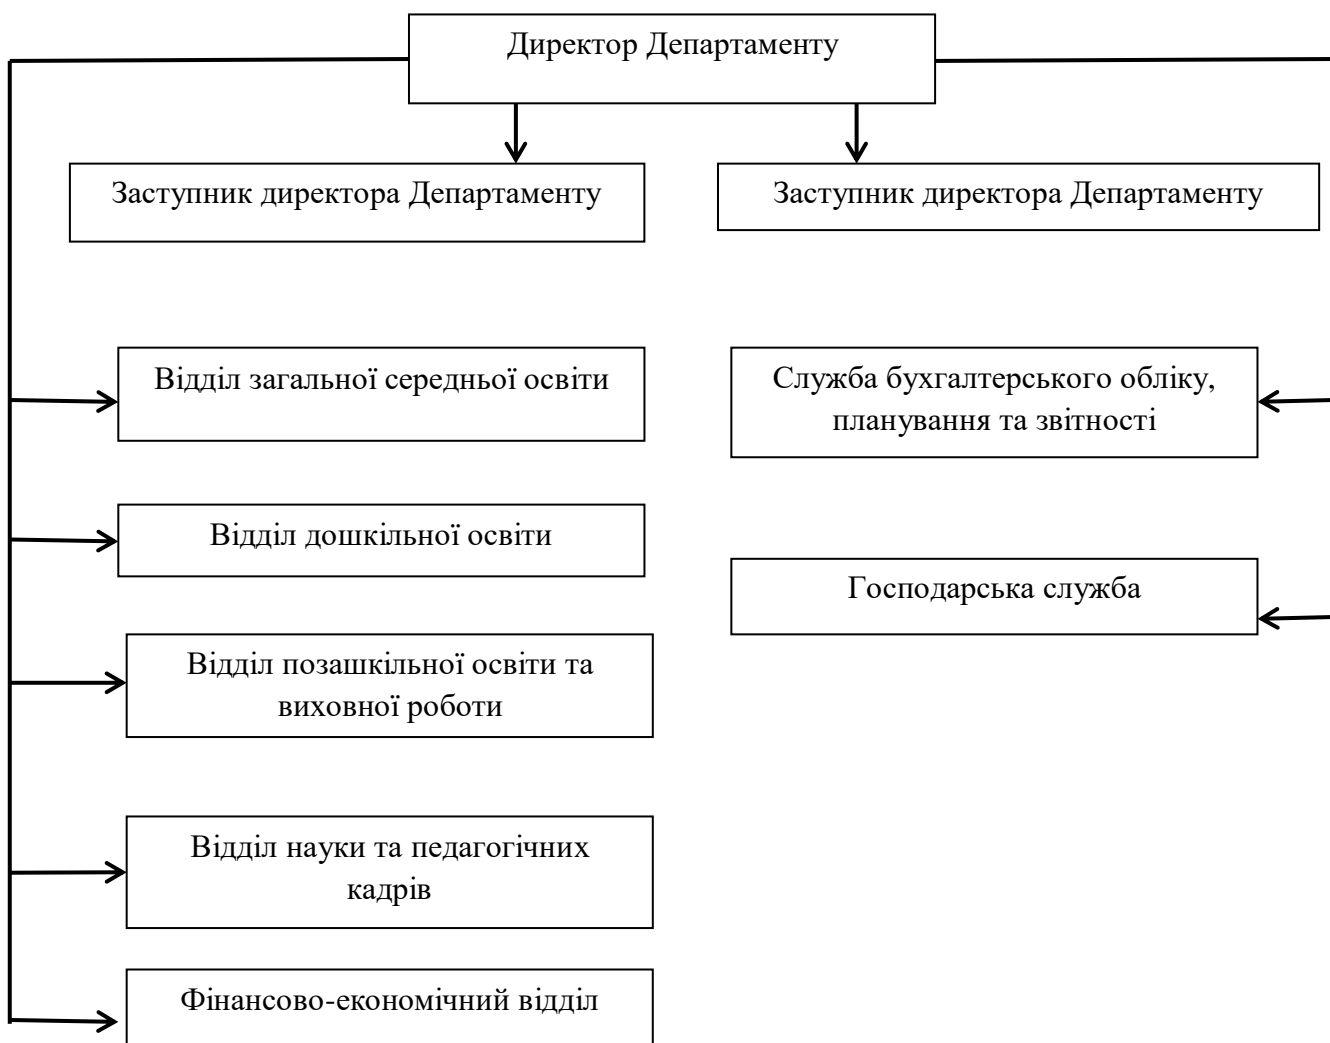 Директор Департаменту
Заступник директора Департаменту
Заступник директора Департаменту
Відділ загальної середньої освіти
Служба бухгалтерського обліку,
планування та звітності
Відділ дошкільної освіти
Господарська служба
Відділ позашкільної освіти та
виховної роботи
Відділ науки та педагогічних
кадрів
Фінансово-економічний відділ